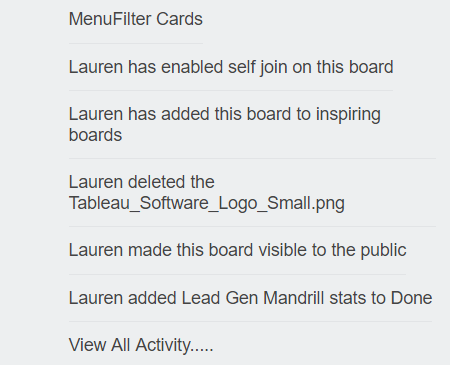 MenuFilter Cards
Lauren has enabled self join on this board
Lauren has added this board to inspiring
boards
Lauren deleted the
Tableau_Software_Logo_Small.png
Lauren made this board visible to the public
Lauren added Lead Gen Mandrill stats to Done
View All Activity.....